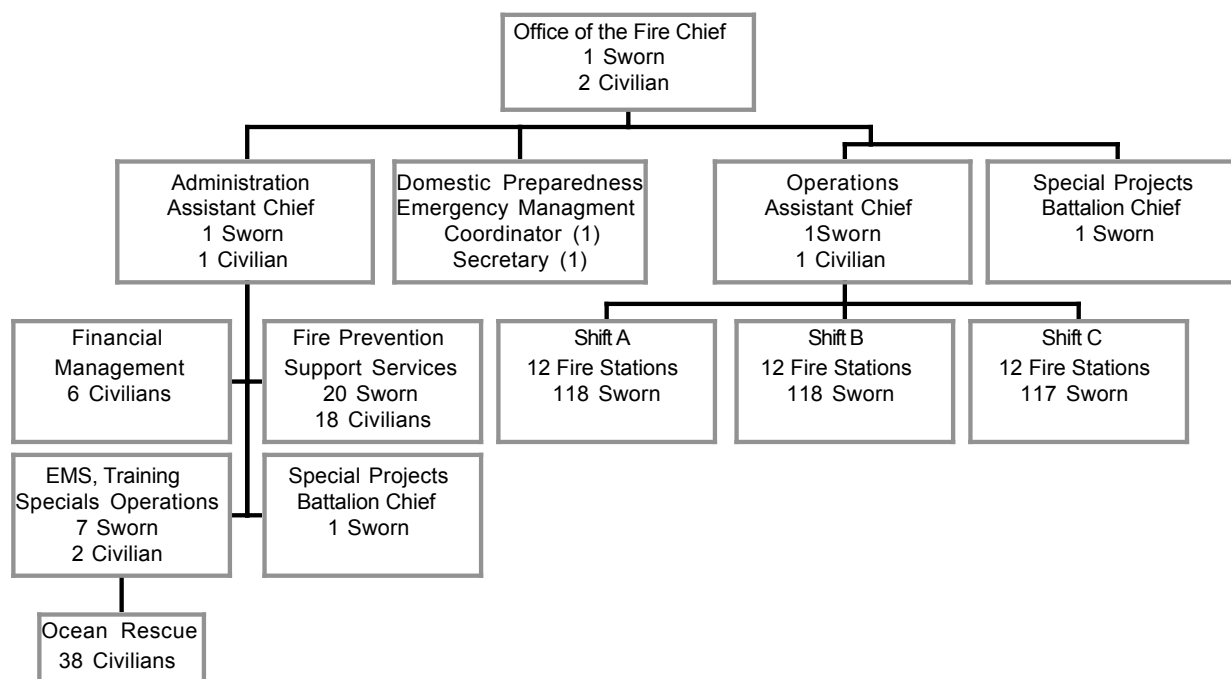 Office of the Fire Chief
1 Sworn
2 Civilian
Administration
Assistant Chief
1 Sworn
1 Civilian
Domestic Preparedness
Emergency Managment
Coordinator (1)
Secretary (1)
Operations
Assistant Chief
1Sworn
1 Civilian
Special Projects
Battalion Chief
1 Sworn
Financial
Management
6 Civilians
Fire Prevention
Support Services
20 Sworn
18 Civilians
Shift A
12 Fire Stations
118 Sworn
Shift B
12 Fire Stations
118 Sworn
Shift C
12 Fire Stations
117 Sworn
EMS, Training
Specials Operations
7 Sworn
2 Civilian
Special Projects
Battalion Chief
1 Sworn
Ocean Rescue
38 Civilians